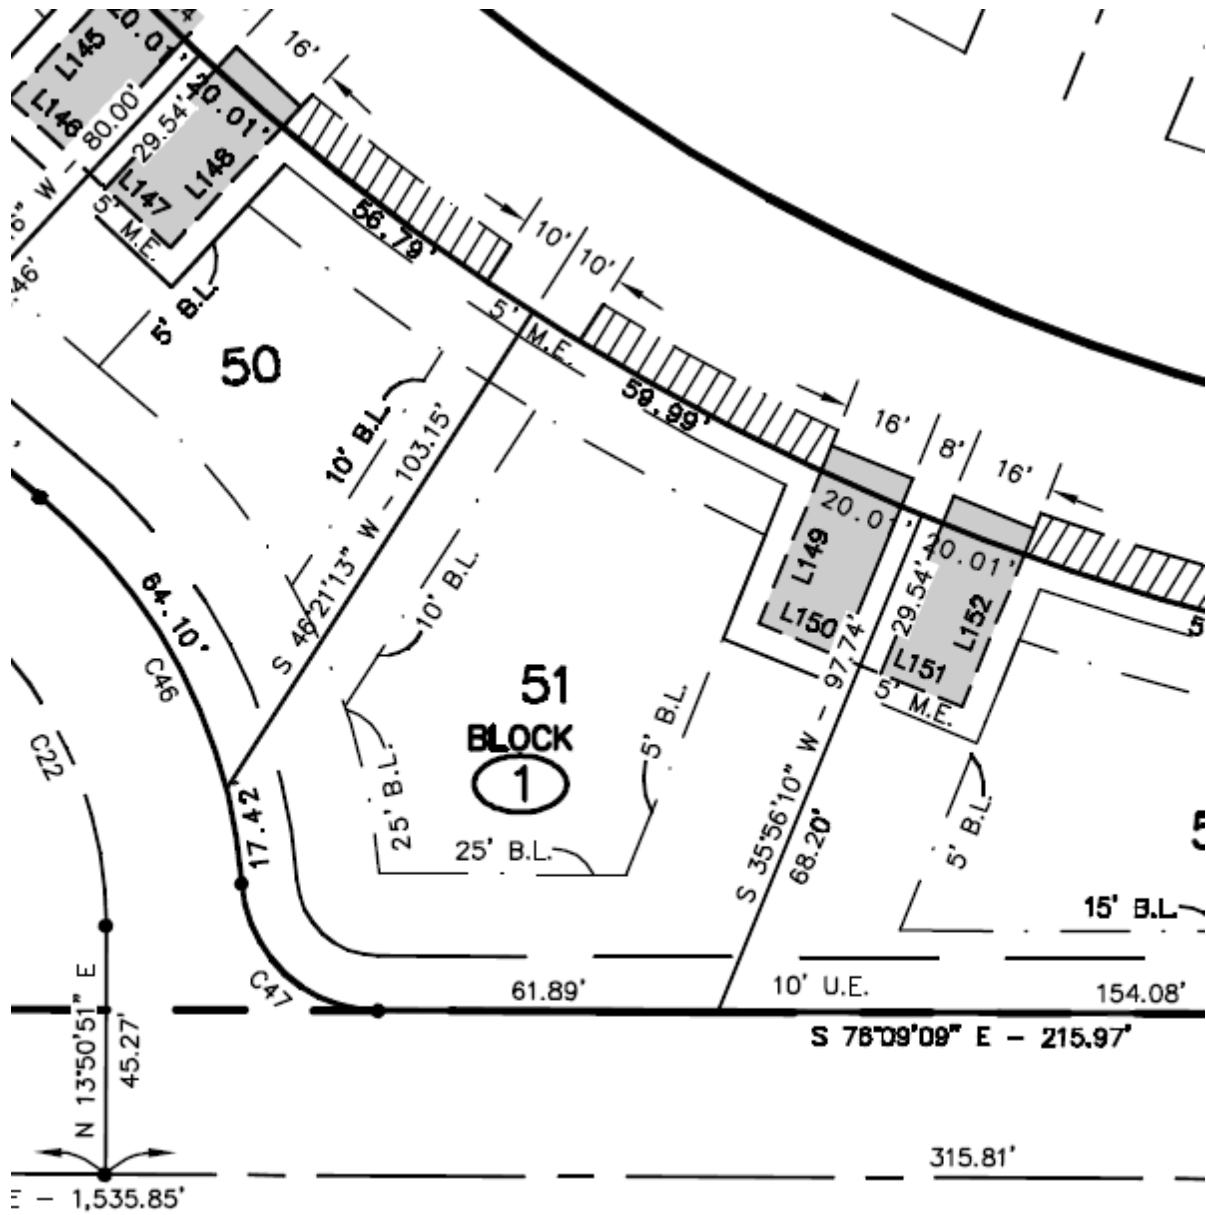 L145
L146
20.01'
80.00'
W -
29.54'
20.01'
L147
L148
5' M.E.
16'
5' B.L.
56.79'
10'
10'
5' M.E.
50
10' B.L.
S 46°21'13" W - 103.15'
59.99'
16'
8'
16'
20.01'
L149
L150
20.01'
29.54'
L151
L152
5' M.E.
64.10'
C46
C22
10' B.L.
51
BLOCK
1
25' B.L.
25' B.L.
5' B.L.
S 35°56'10" W - 97.74'
68.20'
5' B.L.
15' B.L.
17.42'
C47
61.89'
10' U.E.
154.08'
S 76°09'09" E - 215.97'
N 13°50'51" E
45.27'
315.81'
E - 1,535.85'